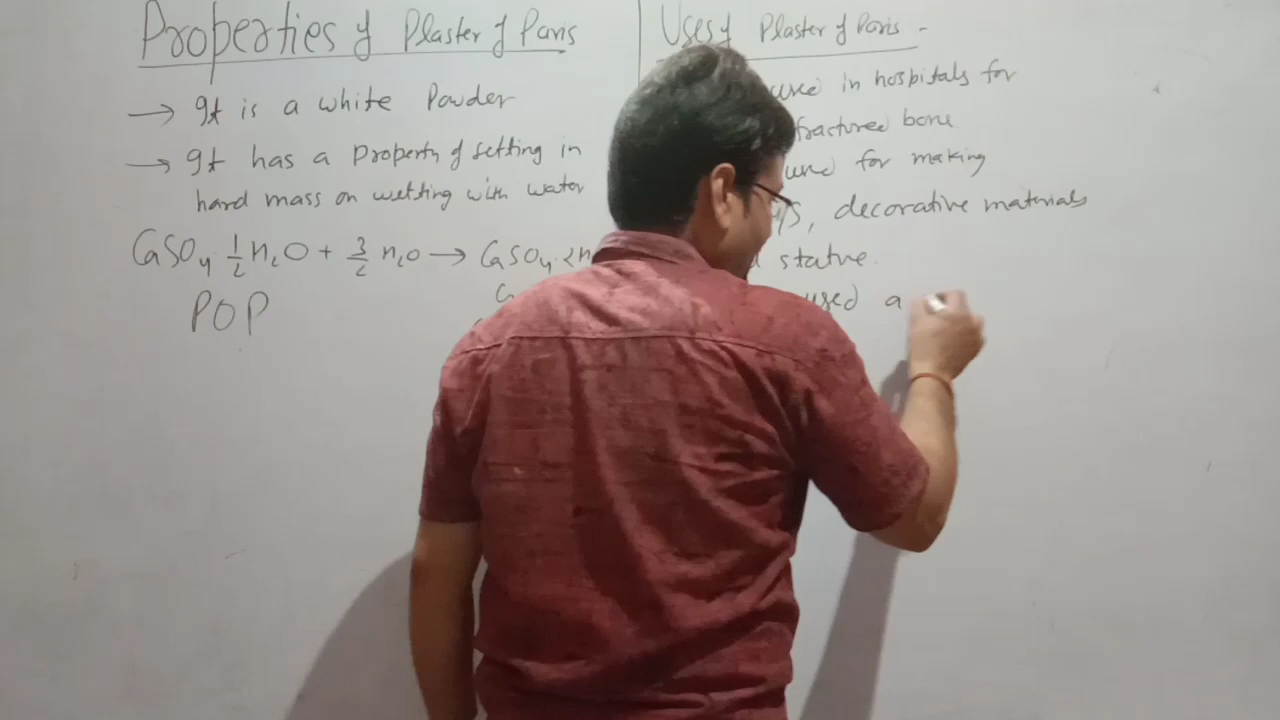 Properties of Plaster of Paris
→ It is a white Powder
→ It has a Property of setting in
hard mass on wetting with water
CaSO4 1/2 H2O + 3/2 H2O → CaSO4. 2H
POP
Uses of Plaster of Paris -
in hospitals for
fractured bone
used for making
decorative materials
statue.
used a